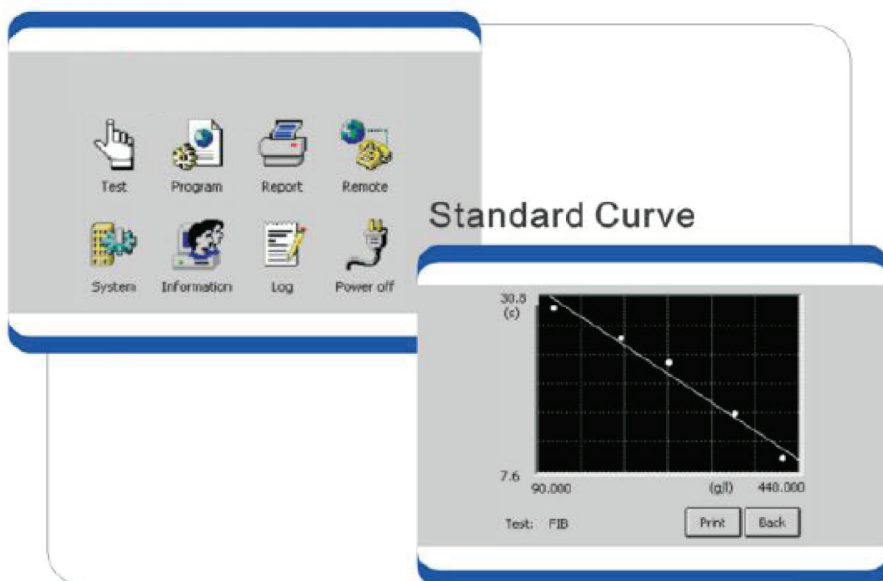 Test Program Report Remote
System Information Log Power off
Standard Curve
30.8
(c)
7.6
90.000 (g/l) 440.000
Test: FIB Print Back